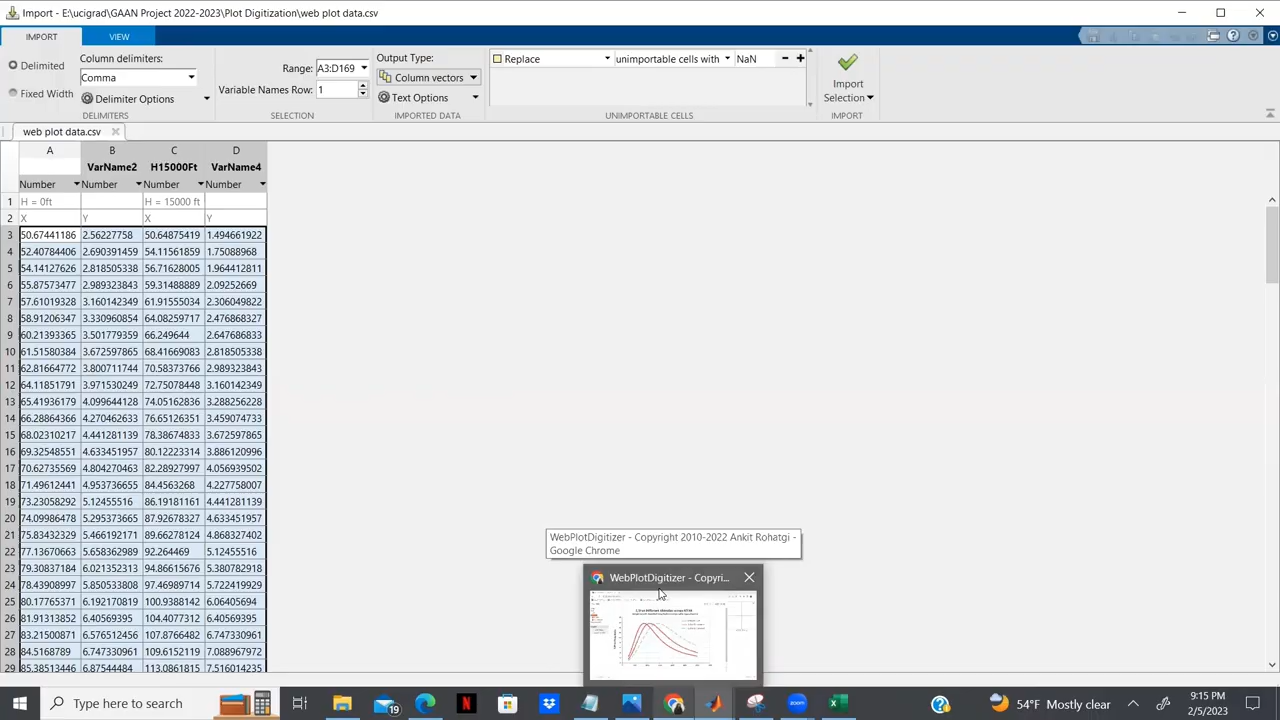 Import - E:\ucigrad\GAAN Project 2022-2023\Plot Digitization\web plot data.csv
IMPORT VIEW
Delimited
Fixed Width
Column delimiters:
Comma
Delimiter Options
DELIMITERS
Range: A3:D169
Variable Names Row: 1
SELECTION
Output Type:
Column vectors
Text Options
IMPORTED DATA
Replace unimportable cells with NaN
UNIMPORTABLE CELLS
Import
Selection
IMPORT
web plot data.csv
A B C D
VarName2 H15000Ft VarName4
Number Number Number Number
1 H = 0ft H = 15000 ft
2 X Y X Y
3 50.67441186 2.56227758 50.64875419 1.494661922
4 52.40784406 2.690391459 54.11561859 1.75088968
5 54.14127626 2.818505338 56.71628005 1.964412811
6 55.87573477 2.989323843 59.31488889 2.09252669
7 57.61019328 3.160142349 61.91555034 2.306049822
8 58.91206347 3.330960854 64.08259717 2.476868327
9 60.21393365 3.501779359 66.249644 2.647686833
10 61.51580384 3.672597865 68.41669083 2.818505338
11 62.81664772 3.800711744 70.58373766 2.989323843
12 64.11851791 3.971530249 72.75078448 3.160142349
13 65.41936179 4.099644128 74.05162836 3.288256228
14 66.28864366 4.270462633 76.65126351 3.459074733
15 68.02310217 4.441281139 78.38674833 3.672597865
16 69.32548551 4.633451957 80.12223314 3.886120996
17 70.62735569 4.804270463 82.28927997 4.056939502
18 71.49612441 4.953736655 84.4563268 4.227758007
19 73.23058292 5.12455516 86.19181161 4.441281139
20 74.09986478 5.295373665 87.92678327 4.633451957
21 75.83432329 5.466192171 89.66278124 4.868327402
22 77.13670663 5.658362989 92.264469 5.12455516
23 79.30837184 6.021352313 94.86615676 5.380782918
24 78.43908997 5.850533808 97.46989714 5.722419929
25 6.192170819 100.9388142 6.06405694
26 81.91313852 6.40569395 104.4077312 6.40569395
27 6.576512456 107.8766482 6.747330961
28 84.5168789 6.747330961 109.6152119 7.088967972
29 85.38513446 6.87544484 113.0861815 7.516014235
WebPlotDigitizer - Copyright 2010-2022 Ankit Rohatgi -
Google Chrome
WebPlotDigitizer - Copyri...
Type here to search
19
54°F Mostly clear
9:15 PM
2/5/2023